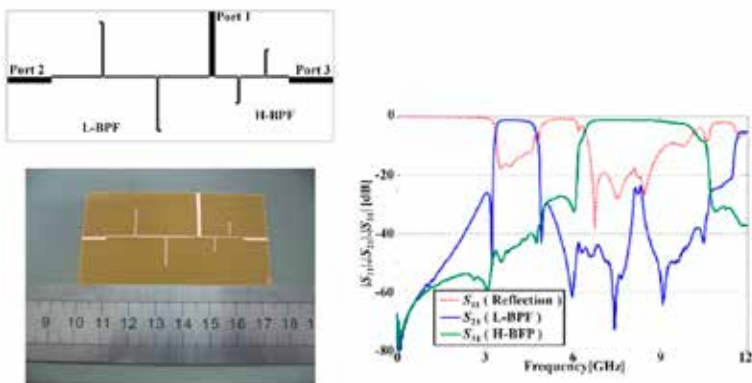 Port 1
Port 2
Port 3
L-BPF
H-BPF
9 10 11 12 13 14 15 16 17 18
0
-20
-40
-60
-80
|S₁₁|,|S₂₁|,|S₃₁| [dB]
S₁₁ ( Reflection )
S₂₁ ( L-BPF )
S₃₁ ( H-BFP )
0 3 6 9 12
Frequency[GHz]